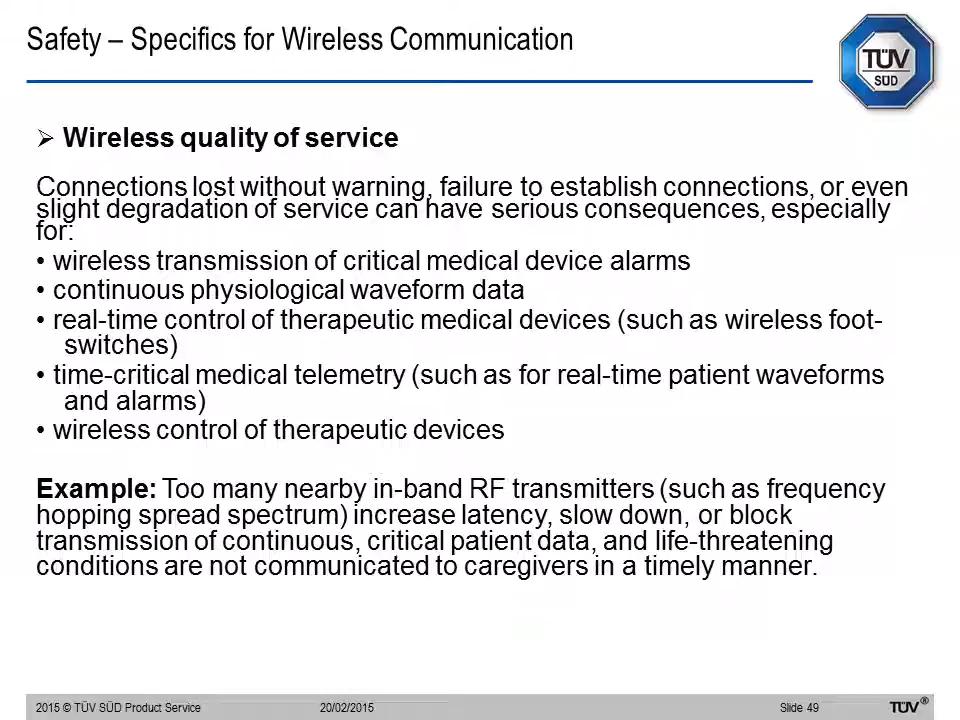 Safety – Specifics for Wireless Communication
TÜV
SÜD
➢ Wireless quality of service
Connections lost without warning, failure to establish connections, or even
slight degradation of service can have serious consequences, especially
for:
• wireless transmission of critical medical device alarms
• continuous physiological waveform data
• real-time control of therapeutic medical devices (such as wireless foot-
switches)
• time-critical medical telemetry (such as for real-time patient waveforms
and alarms)
• wireless control of therapeutic devices
Example: Too many nearby in-band RF transmitters (such as frequency
hopping spread spectrum) increase latency, slow down, or block
transmission of continuous, critical patient data, and life-threatening
conditions are not communicated to caregivers in a timely manner.
2015 © TÜV SÜD Product Service 20/02/2015 Slide 49 TÜV®